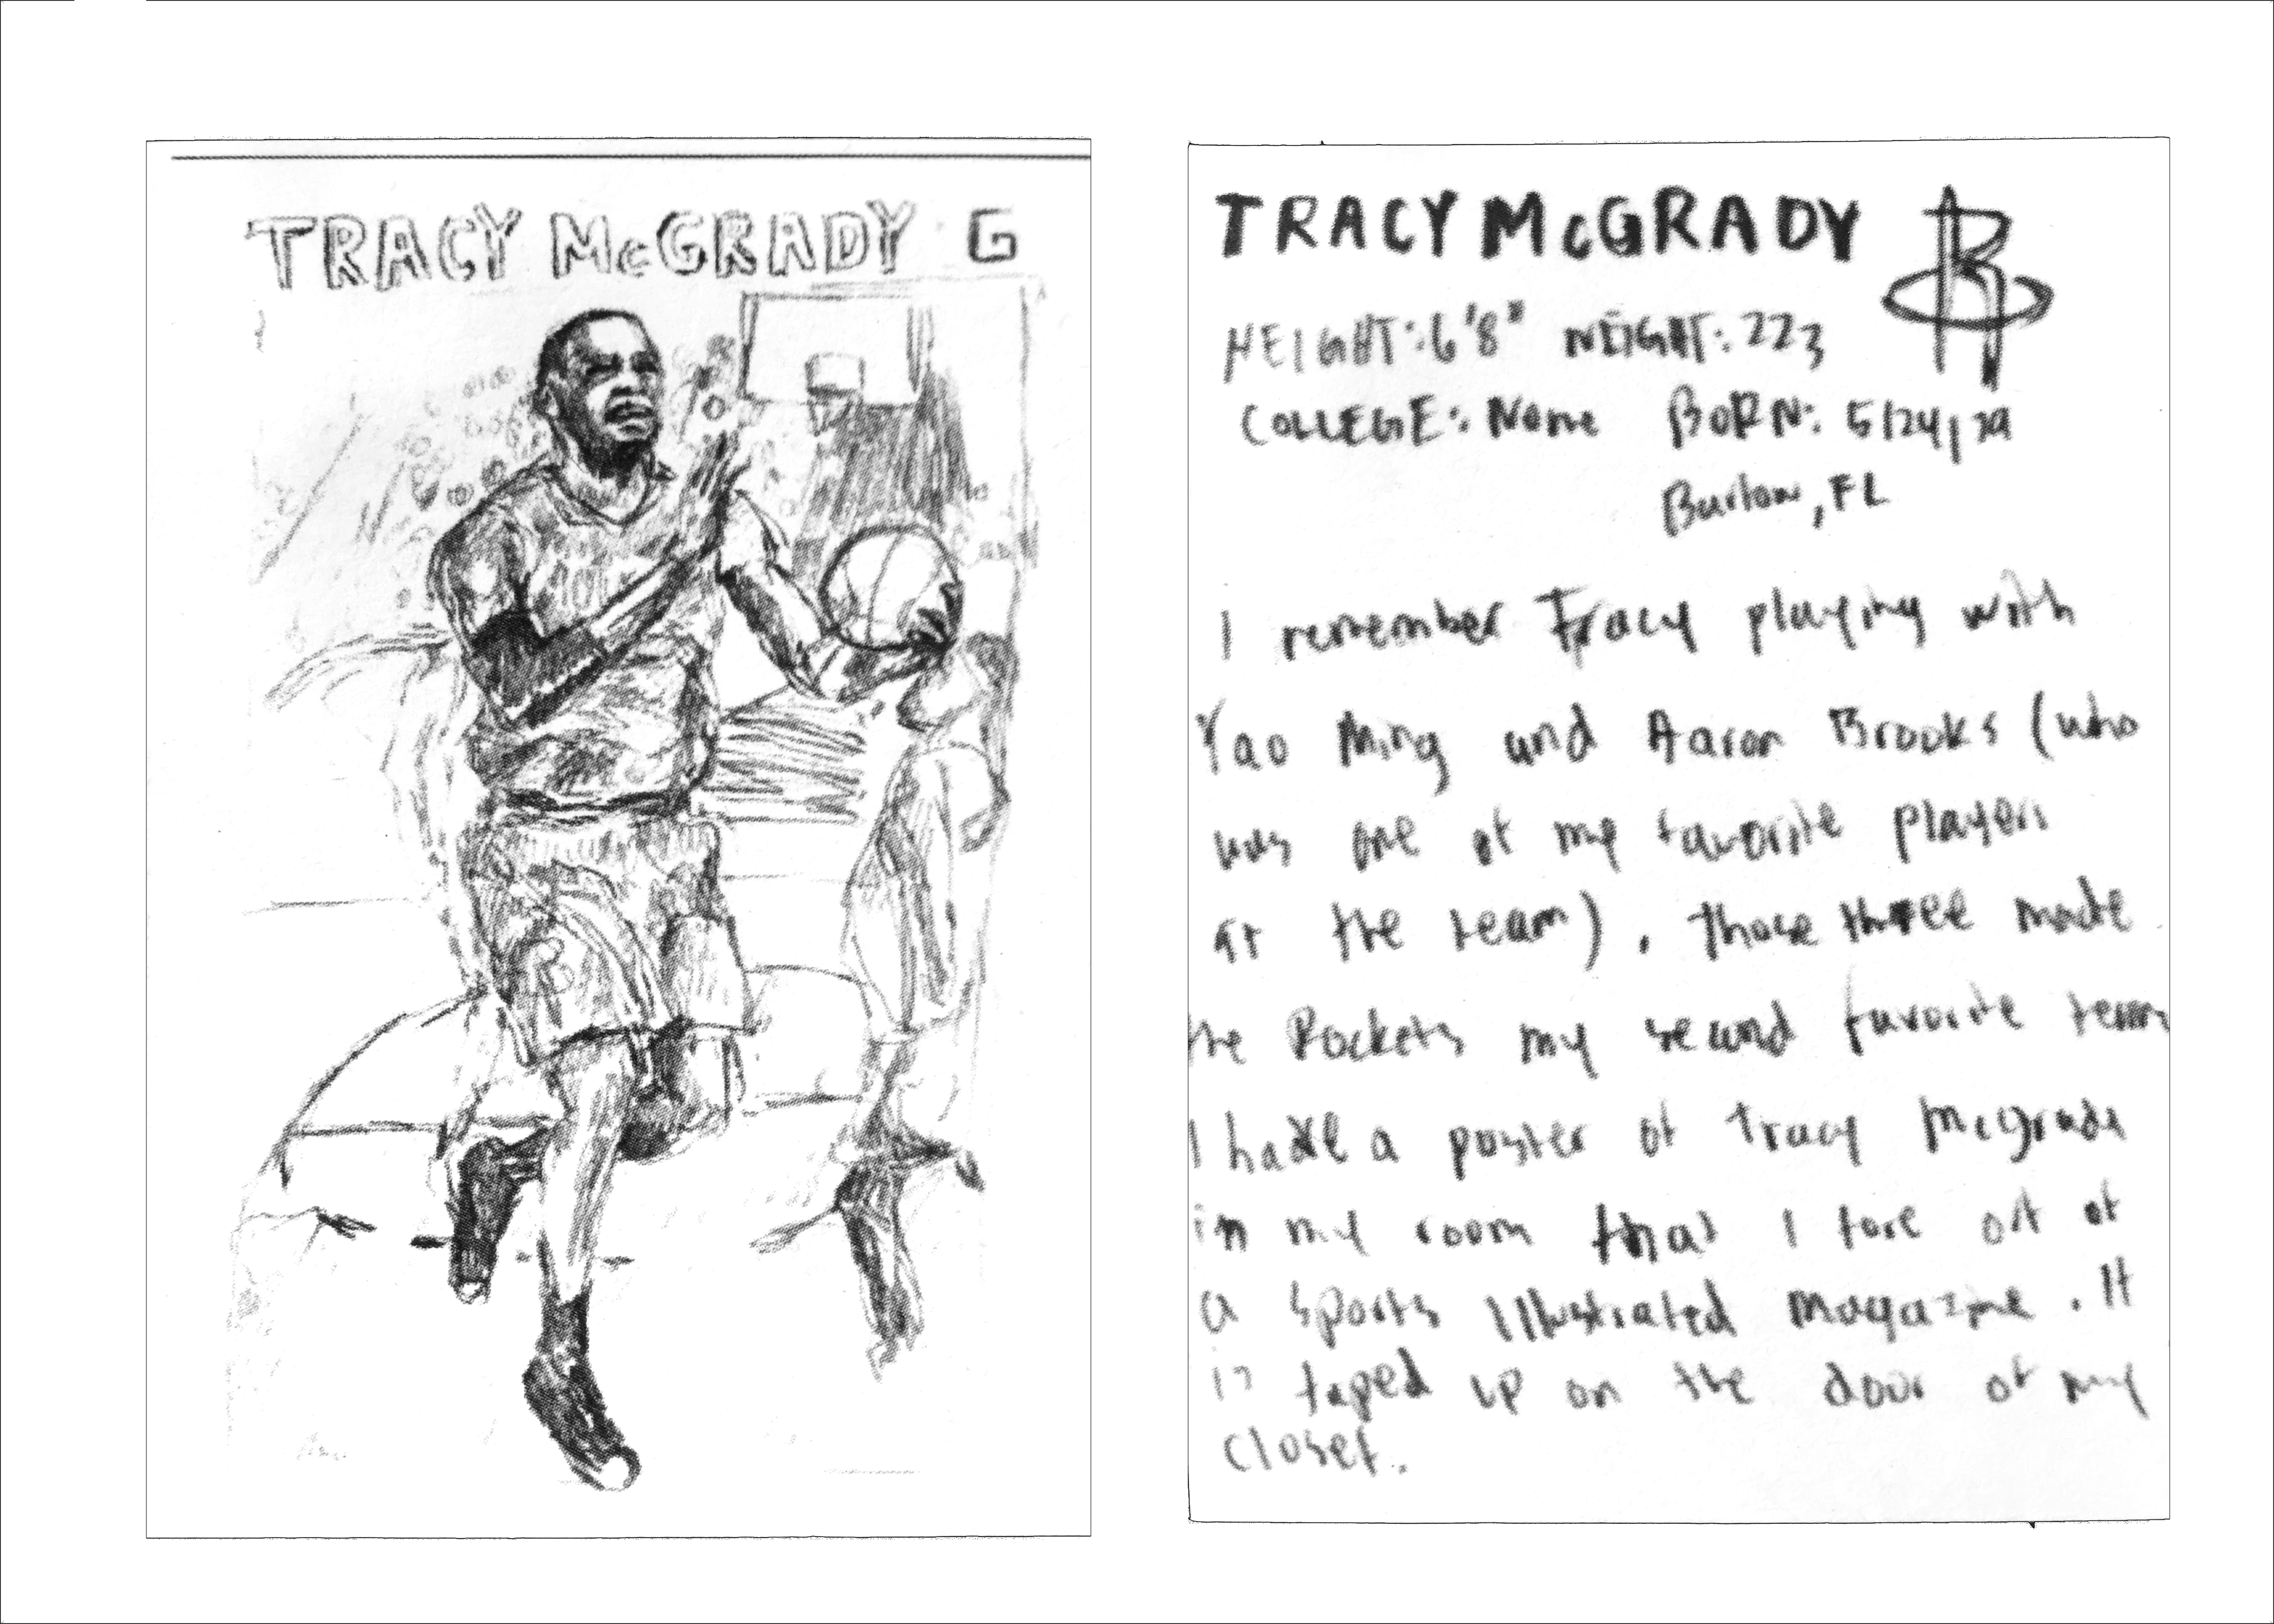 TRACY McGRADY G
TRACY McGRADY R
HEIGHT: 6'8" WEIGHT: 223
COLLEGE: None BORN: 5/24/79
Bartow, FL
I remember Tracy playing with
Yao Ming and Aaron Brooks (who
was one of my favorite players
at the team). Those three made
the Rockets my second favorite team
I have a poster of Tracy McGrady
in my room that I tore out of
a Sports Illustrated Magazine. It
is taped up on the door of my
closet.